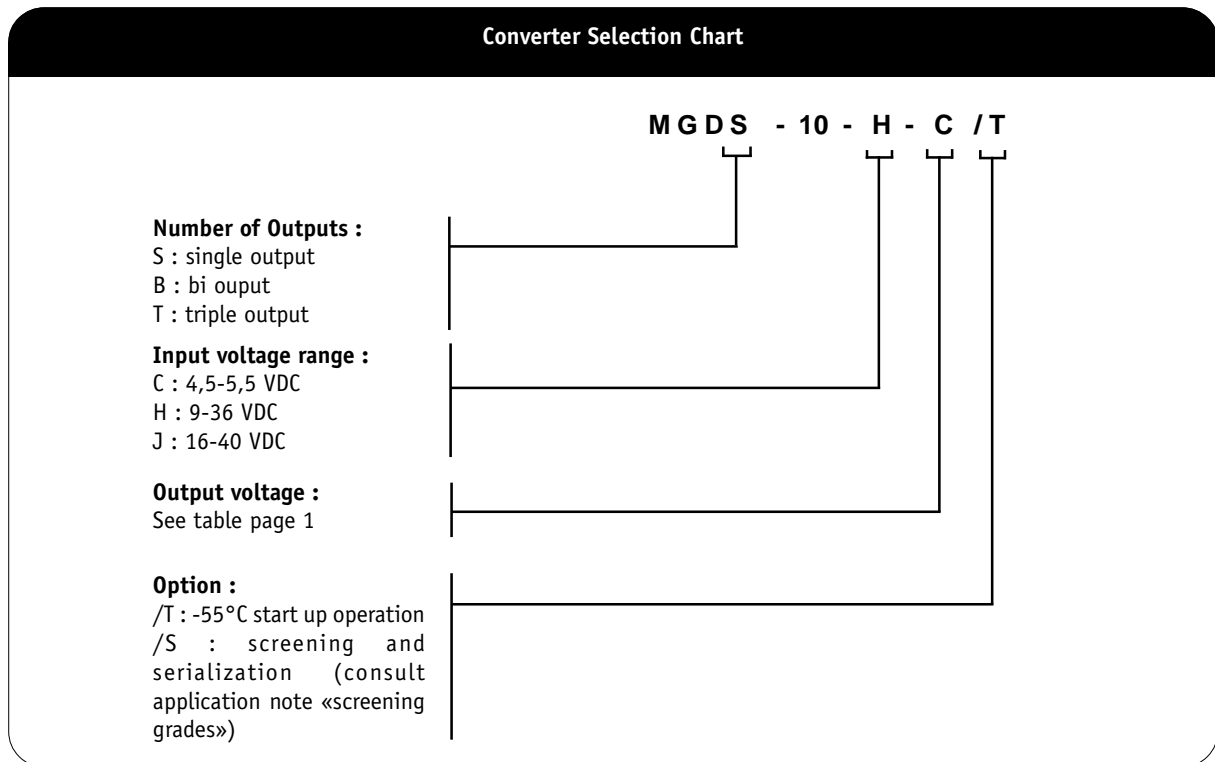 Converter Selection Chart
MGDS - 10 - H - C /T
Number of Outputs :
S : single output
B : bi ouput
T : triple output
Input voltage range :
C : 4,5-5,5 VDC
H : 9-36 VDC
J : 16-40 VDC
Output voltage :
See table page 1
Option :
/T : -55°C start up operation
/S : screening and
serialization (consult
application note «screening
grades»)